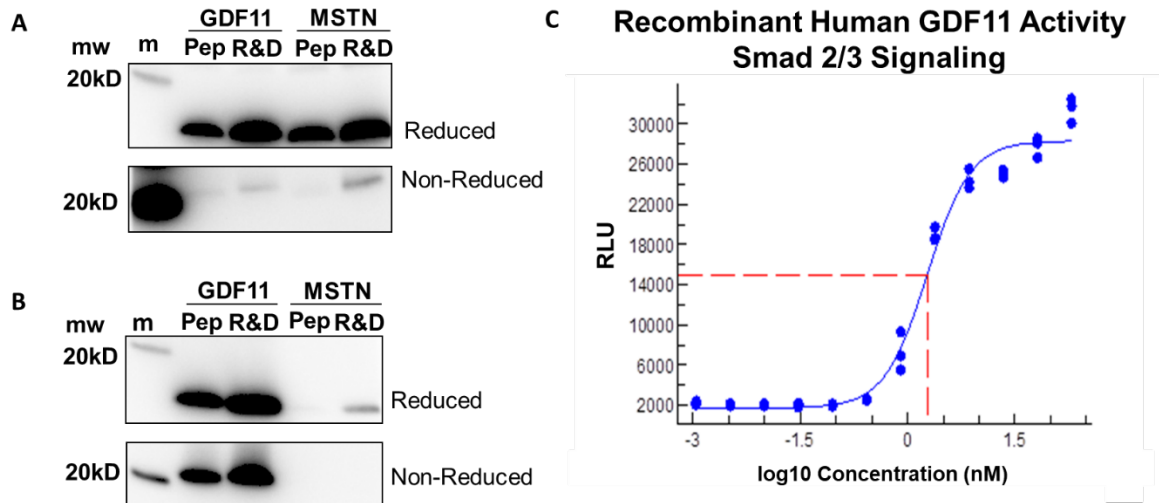 A
GDF11 MSTN
mw m Pep R&D Pep R&D
20kD
Reduced
Non-Reduced
20kD
B
GDF11 MSTN
mw m Pep R&D Pep R&D
20kD
Reduced
20kD Non-Reduced
C
Recombinant Human GDF11 Activity
Smad 2/3 Signaling
RLU
30000
26000
22000
18000
14000
10000
6000
2000
-3 -1.5 0 1.5
log10 Concentration (nM)